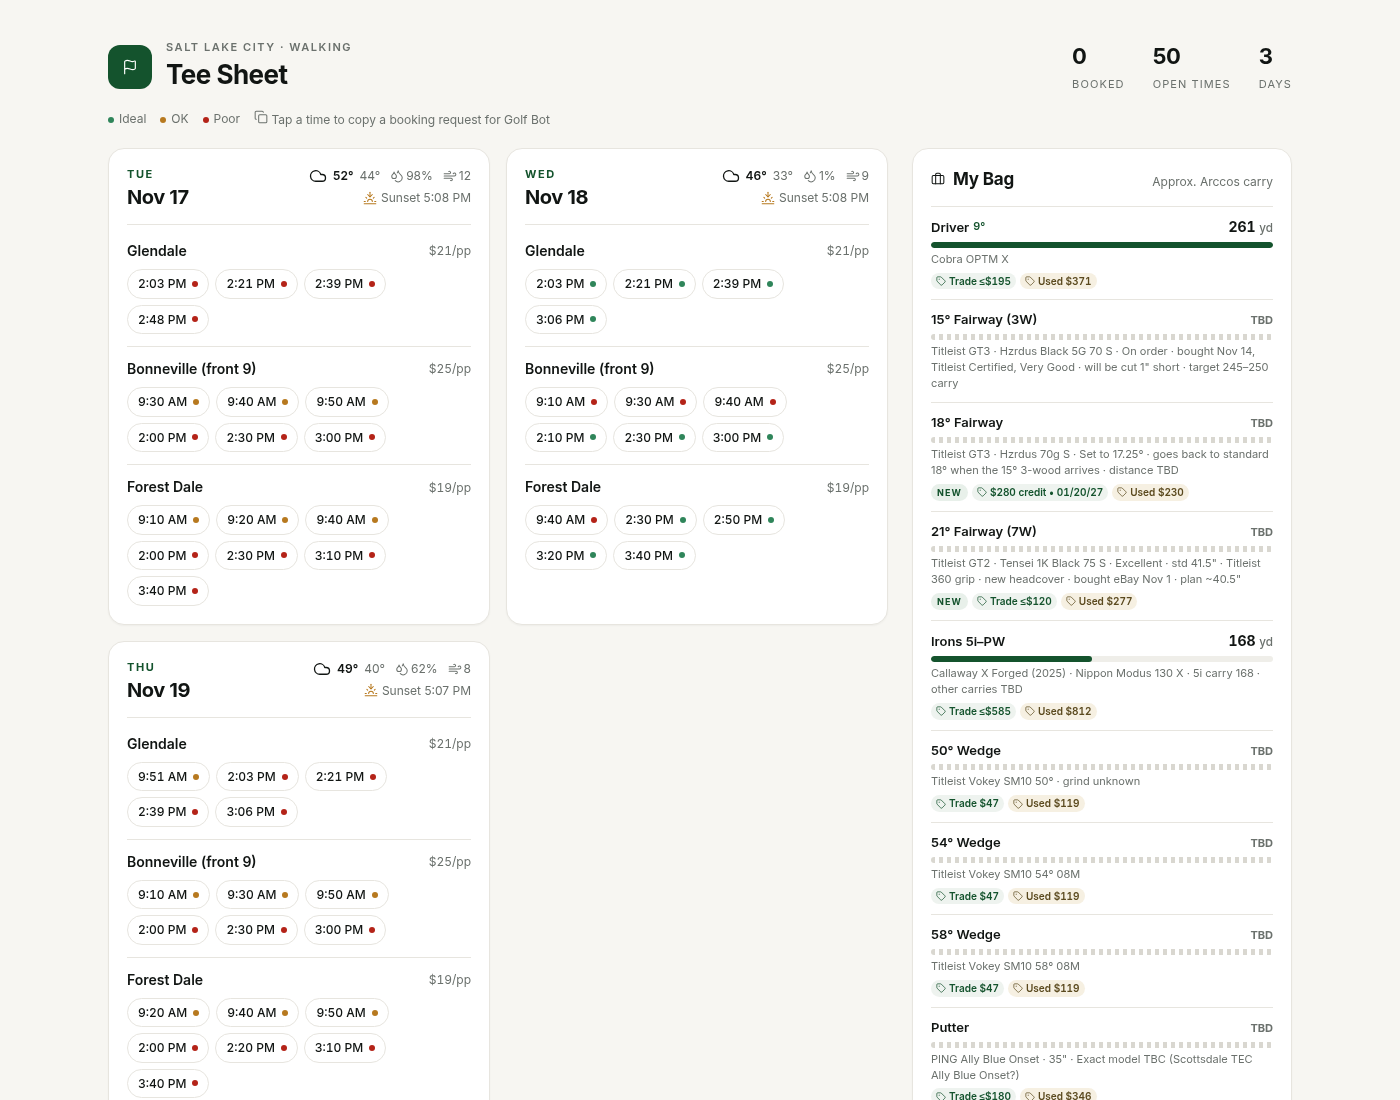 SALT LAKE CITY · WALKING
Tee Sheet
0
BOOKED
50
OPEN TIMES
3
DAYS
Ideal OK Poor Tap a time to copy a booking request for Golf Bot
TUE
Nov 17
52° 44° 98% 12
Sunset 5:08 PM
Glendale $21/pp
2:03 PM 2:21 PM 2:39 PM
2:48 PM
Bonneville (front 9) $25/pp
9:30 AM 9:40 AM 9:50 AM
2:00 PM 2:30 PM 3:00 PM
Forest Dale $19/pp
9:10 AM 9:20 AM 9:40 AM
2:00 PM 2:30 PM 3:10 PM
3:40 PM
WED
Nov 18
46° 33° 1% 9
Sunset 5:08 PM
Glendale $21/pp
2:03 PM 2:21 PM 2:39 PM
3:06 PM
Bonneville (front 9) $25/pp
9:10 AM 9:30 AM 9:40 AM
2:10 PM 2:30 PM 3:00 PM
Forest Dale $19/pp
9:40 AM 2:30 PM 2:50 PM
3:20 PM 3:40 PM
THU
Nov 19
49° 40° 62% 8
Sunset 5:07 PM
Glendale $21/pp
9:51 AM 2:03 PM 2:21 PM
2:39 PM 3:06 PM
Bonneville (front 9) $25/pp
9:10 AM 9:30 AM 9:50 AM
2:00 PM 2:30 PM 3:00 PM
Forest Dale $19/pp
9:20 AM 9:40 AM 9:50 AM
2:00 PM 2:20 PM 3:10 PM
3:40 PM
My Bag Approx. Arccos carry
Driver 9° 261 yd
Cobra OPTM X
Trade ≤$195 Used $371
15° Fairway (3W) TBD
Titleist GT3 · Hzrdus Black 5G 70 S · On order · bought Nov 14,
Titleist Certified, Very Good · will be cut 1" short · target 245–250
carry
18° Fairway TBD
Titleist GT3 · Hzrdus 70g S · Set to 17.25° · goes back to standard
18° when the 15° 3-wood arrives · distance TBD
NEW $280 credit • 01/20/27 Used $230
21° Fairway (7W) TBD
Titleist GT2 · Tensei 1K Black 75 S · Excellent · std 41.5" · Titleist
360 grip · new headcover · bought eBay Nov 1 · plan ~40.5"
NEW Trade ≤$120 Used $277
Irons 5i–PW 168 yd
Callaway X Forged (2025) · Nippon Modus 130 X · 5i carry 168 ·
other carries TBD
Trade ≤$585 Used $812
50° Wedge TBD
Titleist Vokey SM10 50° · grind unknown
Trade $47 Used $119
54° Wedge TBD
Titleist Vokey SM10 54° 08M
Trade $47 Used $119
58° Wedge TBD
Titleist Vokey SM10 58° 08M
Trade $47 Used $119
Putter TBD
PING Ally Blue Onset · 35" · Exact model TBC (Scottsdale TEC
Ally Blue Onset?)
Trade ≤$180 Used $346